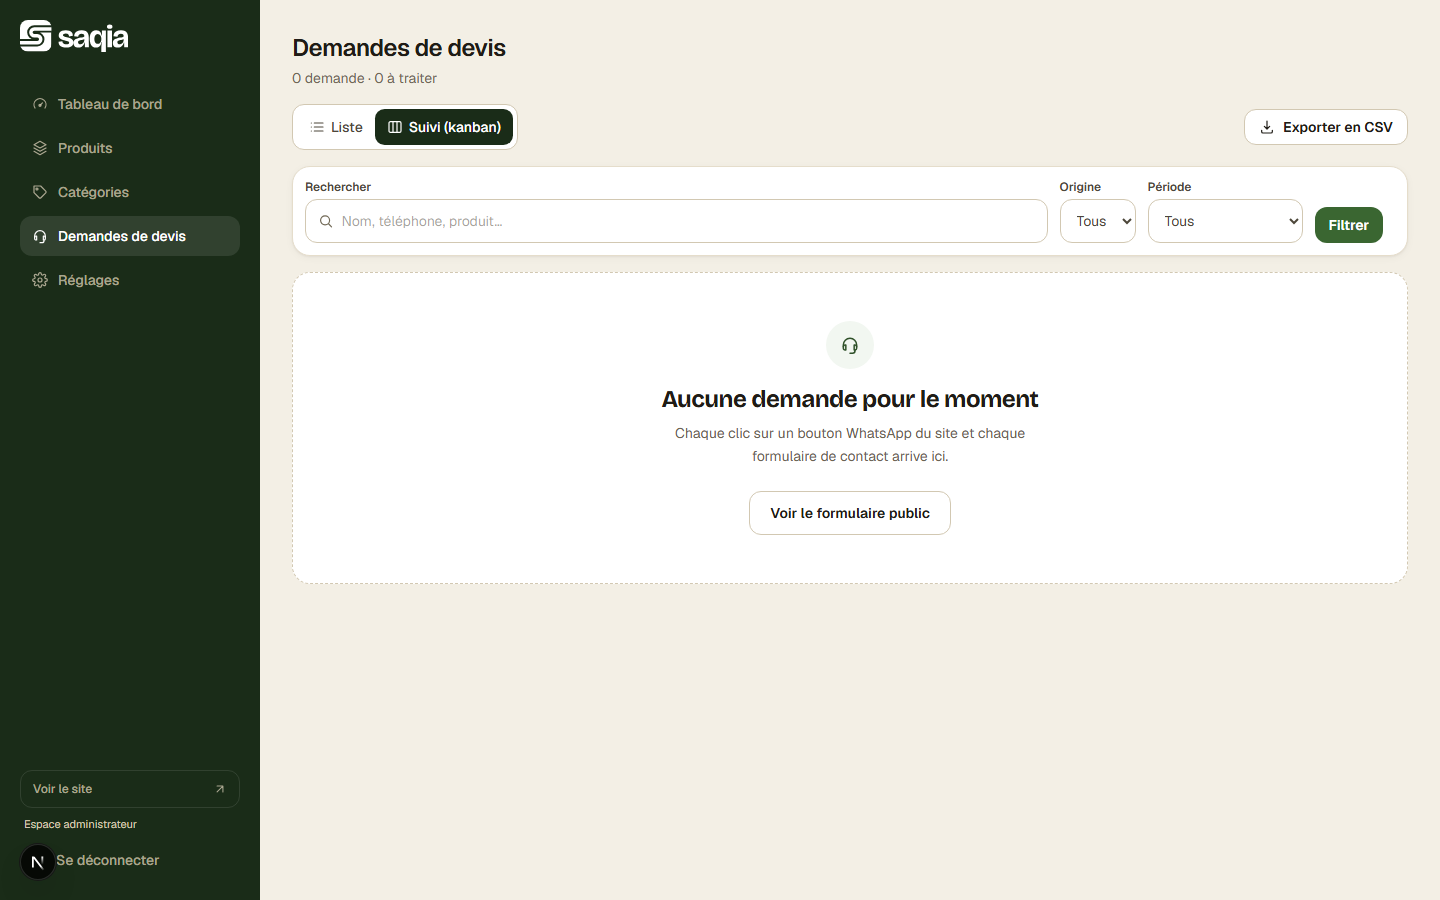 saqia
Tableau de bord
Produits
Catégories
Demandes de devis
Réglages
Voir le site
Espace administrateur
N
Se déconnecter
Demandes de devis
0 demande · 0 à traiter
Liste
Suivi (kanban)
Exporter en CSV
Rechercher
Nom, téléphone, produit...
Origine
Tous
Période
Tous
Filtrer
Aucune demande pour le moment
Chaque clic sur un bouton WhatsApp du site et chaque
formulaire de contact arrive ici.
Voir le formulaire public